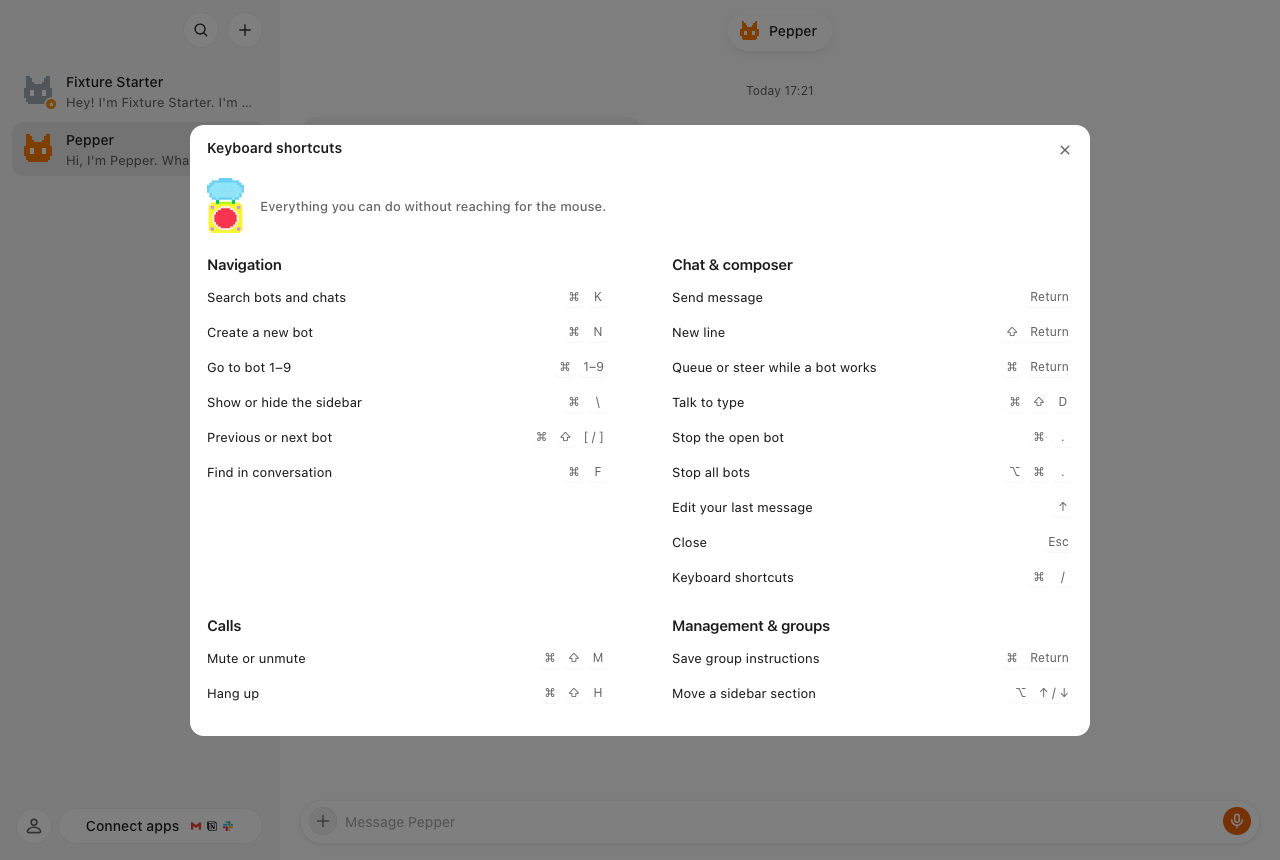 Pepper
Fixture Starter
Hey! I'm Fixture Starter. I'm ...
Today 17:21
Pepper
Hi, I'm Pepper. Wha
Keyboard shortcuts
Everything you can do without reaching for the mouse.
Navigation
Search bots and chats ⌘ K
Create a new bot ⌘ N
Go to bot 1–9 ⌘ 1–9
Show or hide the sidebar ⌘ \
Previous or next bot ⌘ ⇧ [ / ]
Find in conversation ⌘ F
Chat & composer
Send message Return
New line ⇧ Return
Queue or steer while a bot works ⌘ Return
Talk to type ⌘ ⇧ D
Stop the open bot ⌘ .
Stop all bots ⌥ ⌘ .
Edit your last message ↑
Close Esc
Keyboard shortcuts ⌘ /
Calls
Mute or unmute ⌘ ⇧ M
Hang up ⌘ ⇧ H
Management & groups
Save group instructions ⌘ Return
Move a sidebar section ⌥ ↑ / ↓
Connect apps
Message Pepper